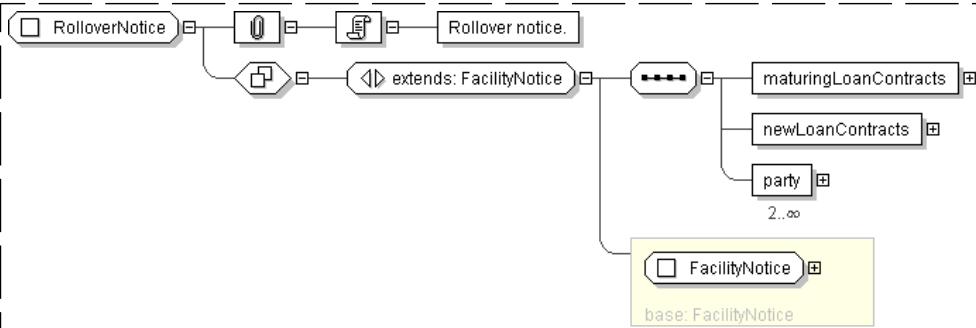 RolloverNotice
Rollover notice.
extends: FacilityNotice
maturingLoanContracts
newLoanContracts
party
2..∞
FacilityNotice
base: FacilityNotice